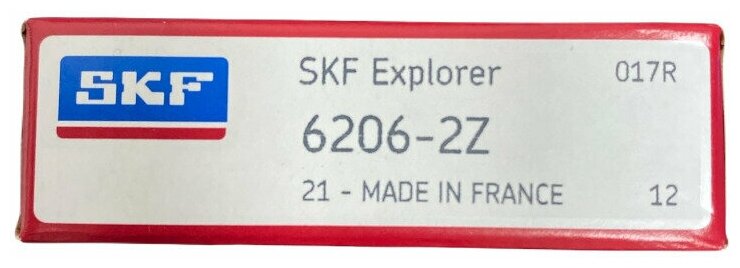 SKF
SKF Explorer 017R
6206-2Z
21 - MADE IN FRANCE 12